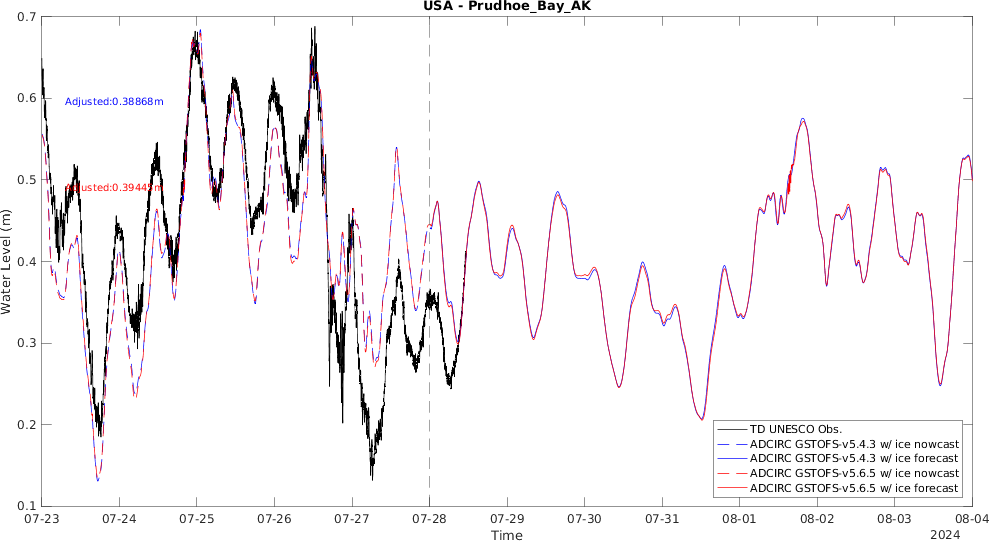 USA - Prudhoe_Bay_AK
0.7
0.6
0.5
0.4
0.3
0.2
0.1
Water Level (m)
Adjusted:0.38868m
Adjusted:0.39445m
TD UNESCO Obs.
ADCIRC GSTOFS-v5.4.3 w/ ice nowcast
ADCIRC GSTOFS-v5.4.3 w/ ice forecast
ADCIRC GSTOFS-v5.6.5 w/ ice nowcast
ADCIRC GSTOFS-v5.6.5 w/ ice forecast
07-23 07-24 07-25 07-26 07-27 07-28 07-29 07-30 07-31 08-01 08-02 08-03 08-04
Time
2024